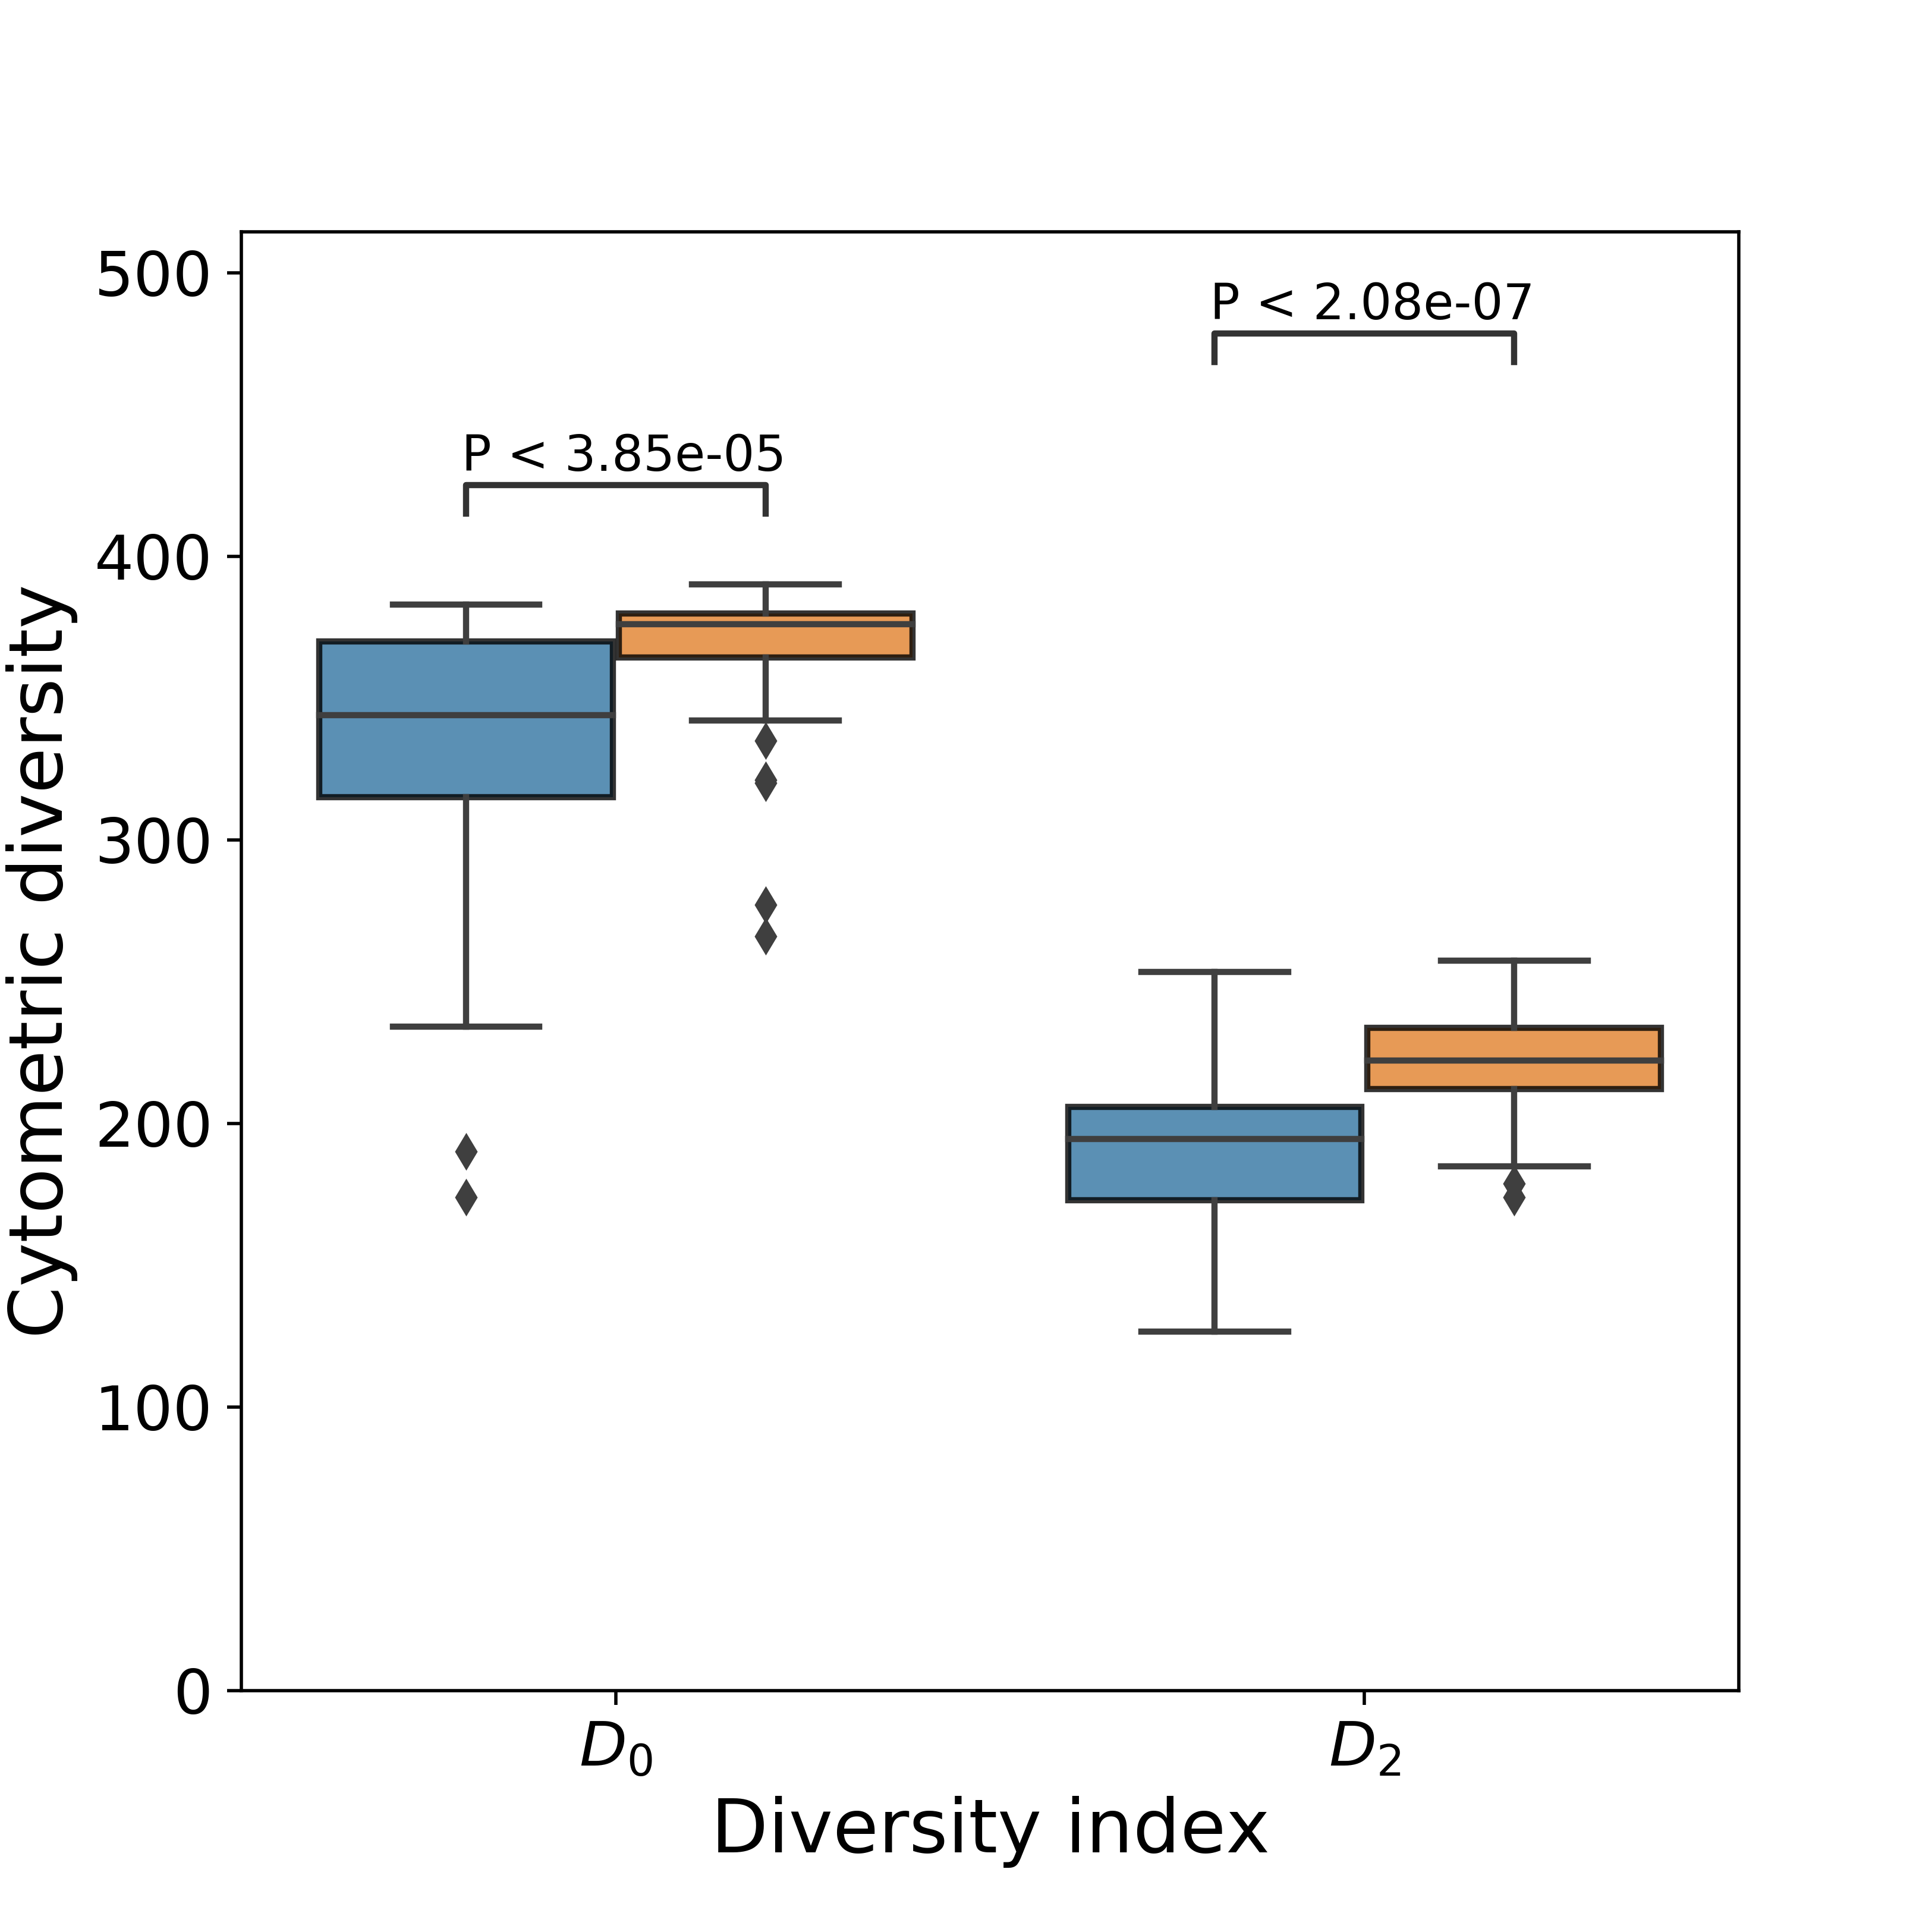 500
P < 2.08e-07
P < 3.85e-05
400
300
200
100
0
Cytometric diversity
D0
D2
Diversity index